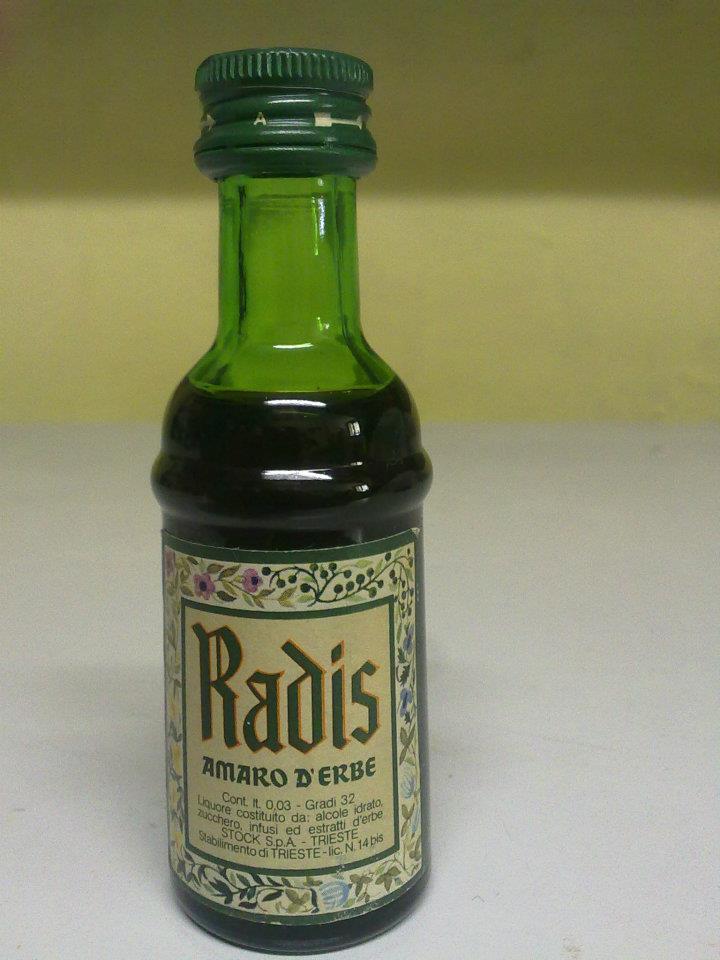 A
Radis
AMARO D'ERBE
Cont. lt. 0,03 - Gradi 32
Liquore costituito da: alcole idrato,
zucchero, infusi ed estratti d'erbe
STOCK S.p.A. - TRIESTE
Stabilimento di TRIESTE - lic. N. 14 bis